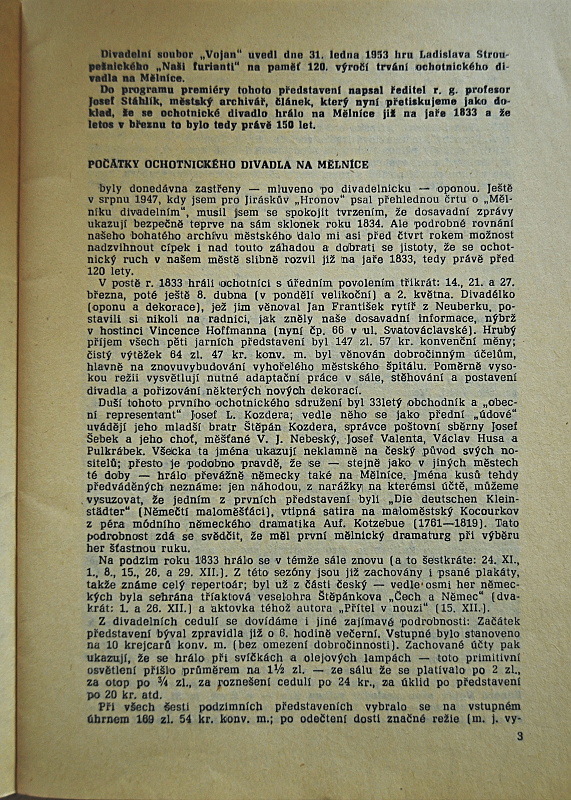 Divadelní soubor „Vojan" uvedl dne 31. ledna 1953 hru Ladislava Strou-
pežnického „Naši furianti" na paměť 120. výročí trvání ochotnického di-
vadla na Mělníce.
Do programu premiéry tohoto představení napsal ředitel r. g. profesor
Josef Stáhlík, městský archivář, článek, který nyní přetiskujeme jako do-
klad, že se ochotnické divadlo hrálo na Mělníce již na jaře 1833 a že
letos v březnu to bylo tedy právě 150 let.
POČÁTKY OCHOTNICKÉHO DIVADLA NA MĚLNÍCE
byly donedávna zastřeny — mluveno po divadelnicku — oponou. Ještě
v srpnu 1947, kdy jsem pro Jiráskův „Hronov" psal přehlednou črtu o „Měl-
níku divadelním", musil jsem se spokojit tvrzením, že dosavadní zprávy
ukazují bezpečně teprve na sám sklonek roku 1834. Ale podrobné rovnání
našeho bohatého archivu městského dalo mi asi před čtvrt rokem možnost
nadzvihnout cípek i nad touto záhadou a dobrati se jistoty, že se ochot-
nický ruch v našem městě slibně rozvil již na jaře 1833, tedy právě před
120 lety.
V postě r. 1833 hráli ochotníci s úředním povolením třikrát: 14., 21. a 27.
března, poté ještě 8. dubna (v pondělí velikoční) a 2. května. Divadélko
(oponu a dekorace), jež jim věnoval Jan František rytíř z Neuberku, po-
stavili si nikoli na radnici, jak zněly naše dosavadní informace, nýbrž
v hostinci Vincence Hoffmanna (nyní čp. 66 v ul. Svatováclavské). Hrubý
příjem všech pěti jarních představení byl 147 zl. 57 kr. konvenční měny;
čistý výtěžek 64 zl. 47 kr. konv. m. byl věnován dobročinným účelům,
hlavně na znovuvybudování vyhořelého městského špitálu. Poměrně vyso-
kou režii vysvětlují nutné adaptační práce v sále, stěhování a postavení
divadla a pořizování některých nových dekorací.
Duší tohoto prvního ochotnického sdružení byl 33letý obchodník a „obec-
ní representant" Josef L. Kozdera; vedle něho se jako přední „údové"
uvádějí jeho mladší bratr Štěpán Kozdera, správce poštovní sběrny Josef
Šebek a jeho choť, měšťané V. J. Nebeský, Josef Valenta, Václav Husa a
Pulkrábek. Všecka ta jména ukazují neklamně na český původ svých no-
sitelů; přesto je podobno pravdě, že se — stejně jako v jiných městech
té doby — hrálo převážně německy také na Mělníce. Jména kusů tehdy
předváděných neznáme: jen náhodou, z narážky na kterémsi účtě, můžeme
vysuzovat, že jedním z prvních představení byli „Die deutschen Klein-
städter" (Němečtí maloměšťáci), vtipná satira na maloměstský Kocourkov
z péra módního německého dramatika Auf. Kotzebue (1761—1819). Tato
podrobnost zdá se svědčit, že měl první mělnický dramaturg při výběru
her šťastnou ruku.
Na podzim roku 1833 hrálo se v témže sále znovu (a to šestkráte: 24. XI.,
1., 8., 15., 26. a 29. XII.). Z této sezóny jsou již zachovány i psané plakáty,
takže známe celý repertoár; byl už z části český — vedle osmi her němec-
kých byla sehrána tříaktová veselohra Štěpánkova „Čech a Němec" (dva-
krát: 1. a 26. XII.) a aktovka téhož autora „Přítel v nouzi" (15. XII.).
Z divadelních cedulí se dovídáme i jiné zajímavé podrobnosti: Začátek
představení býval zpravidla již o 6. hodině večerní. Vstupné bylo stanoveno
na 10 krejcarů konv. m. (bez omezení dobročinnosti). Zachované účty pak
ukazují, že se hrálo při svíčkách a olejových lampách — toto primitivní
osvětlení přišlo průměrem na 1½ zl. — ze sálu že se platívalo po 2 zl.,
za otop po ¾ zl., za roznešení cedulí po 24 kr., za úklid po představení
po 20 kr. atd.
Při všech šesti podzimních představeních vybralo se na vstupném
úhrnem 169 zl. 54 kr. konv. m.; po odečtení dosti značné režie (m. j. vy-
3